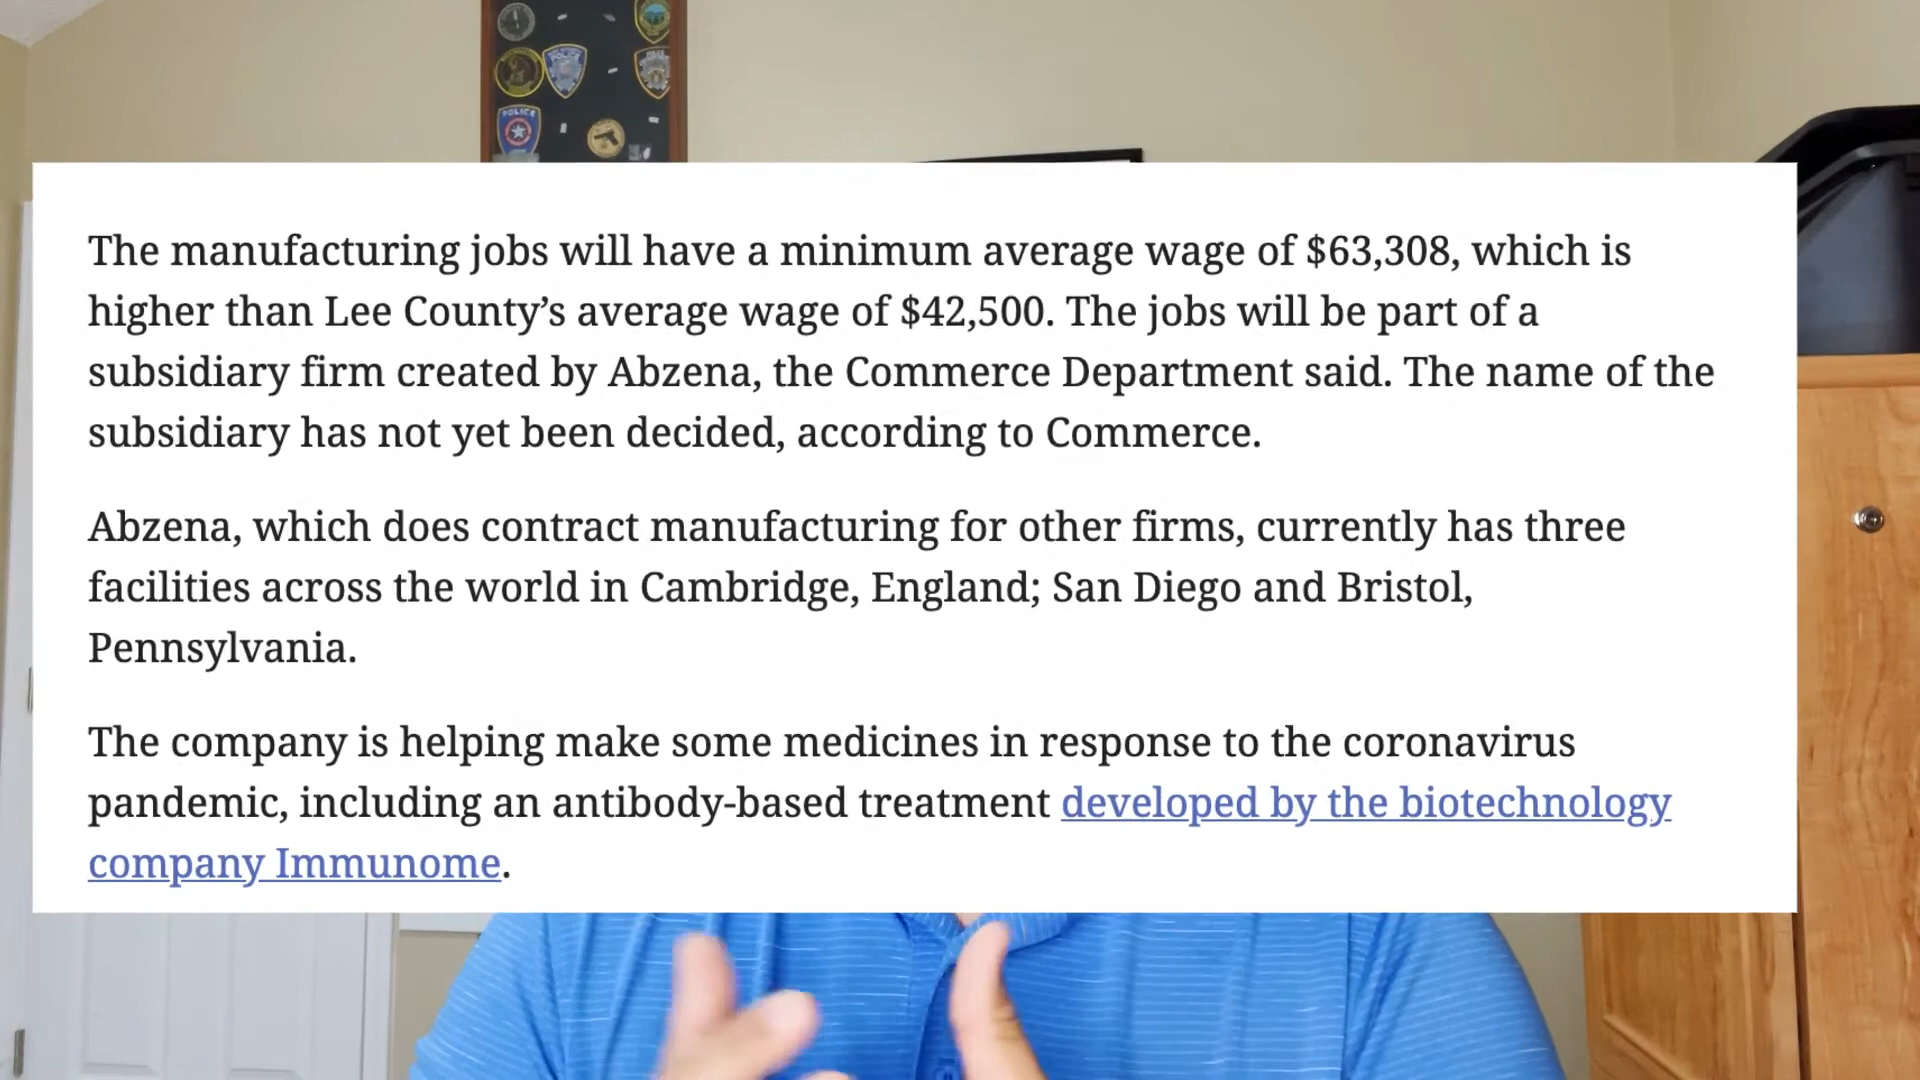 POLICE
The manufacturing jobs will have a minimum average wage of $63,308, which is
higher than Lee County’s average wage of $42,500. The jobs will be part of a
subsidiary firm created by Abzena, the Commerce Department said. The name of the
subsidiary has not yet been decided, according to Commerce.
Abzena, which does contract manufacturing for other firms, currently has three
facilities across the world in Cambridge, England; San Diego and Bristol,
Pennsylvania.
The company is helping make some medicines in response to the coronavirus
pandemic, including an antibody-based treatment developed by the biotechnology
company Immunome.